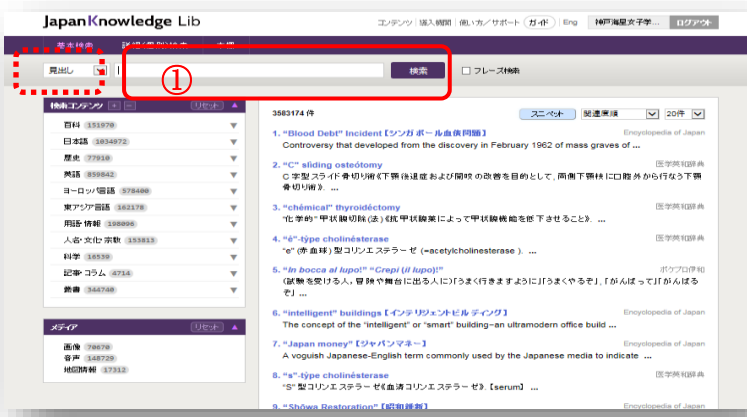 JapanKnowledge Lib
コンテンツ 導入機関 使い方／サポート ガイド Eng 神戸海星女子学... ログアウト
基本検索 詳細(個別)検索 本棚
見出し ① 検索 フレーズ検索
検索コンテンツ + − リセット
百科 151970
日本語 1034972
歴史 77010
英語 859842
ヨーロッパ言語 578400
東アジア言語 162178
用語・情報 198096
人名・文化・宗教 153813
科学 16539
記事・コラム 4714
叢書 344740
メディア リセット
画像 70870
音声 148729
地図情報 17312
3583174 件 スニペット 関連度順 20件
1. “Blood Debt” Incident【シンガポール血債問題】 Encyclopedia of Japan
Controversy that developed from the discovery in February 1962 of mass graves of ...
2. “C” sliding osteótomy 医学英和辞典
C 字型スライド骨切り術《下顎後退症および開咬の改善を目的として，両側下顎枝に口腔外から行なう下顎
骨切り術》. ...
3. “chémical” thyroidéctomy 医学英和辞典
“化学的” 甲状腺切除(法)《抗甲状腺薬によって甲状腺機能を低下させること》. ...
4. “é”-tỳpe cholinésterase 医学英和辞典
“e” (赤血球) 型コリンエステラーゼ (=acetylcholinesterase ). ...
5. “In bocca al lupo!” “Crepi (il lupo)!” ポケプロ伊和
(試験を受ける人，冒険や舞台に出る人に)「うまく行きますように」「うまくやるぞ」，「がんばって」「がんばる
ぞ」 ...
6. “intelligent” buildings【インテリジェントビルディング】 Encyclopedia of Japan
The concept of the “intelligent” or “smart” building–an ultramodern office build ...
7. “Japan money”【ジャパンマネー】 Encyclopedia of Japan
A voguish Japanese-English term commonly used by the Japanese media to indicate ...
8. “s”-tỳpe chólinésterase 医学英和辞典
“S” 型コリンエステラーゼ《血清コリンエステラーゼ》. [serum] ...
9. “Shōwa Restoration”【昭和維新】 Encyclopedia of Japan